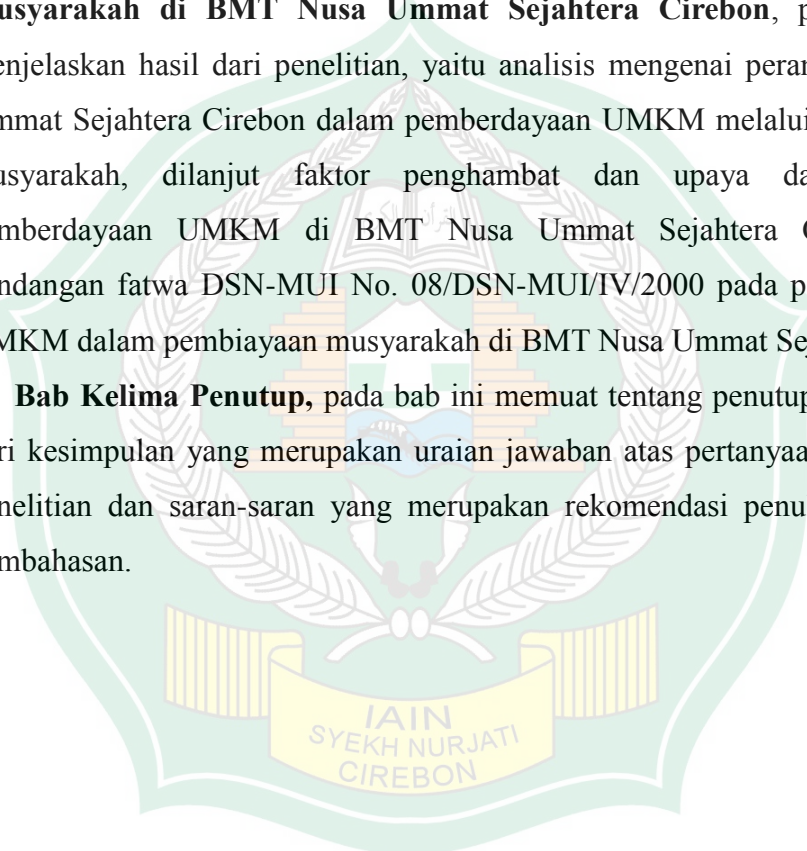 usyarakah di BMT Nusa Ummat Sejahtera Cirebon, p
enjelaskan hasil dari penelitian, yaitu analisis mengenai peran
mmat Sejahtera Cirebon dalam pemberdayaan UMKM melalui
usyarakah, dilanjut faktor penghambat dan upaya da
mberdayaan UMKM di BMT Nusa Ummat Sejahtera C
ndangan fatwa DSN-MUI No. 08/DSN-MUI/IV/2000 pada p
MKM dalam pembiayaan musyarakah di BMT Nusa Ummat Sej
Bab Kelima Penutup, pada bab ini memuat tentang penutup
ri kesimpulan yang merupakan uraian jawaban atas pertanyaa
nelitian dan saran-saran yang merupakan rekomendasi penu
mbahasan.
IAIN
SYEKH NURJATI
CIREBON